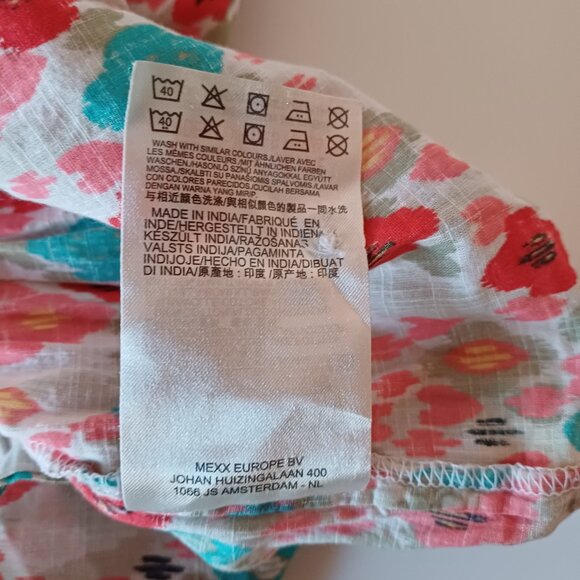 40
40
WASH WITH SIMILAR COLOURS/LAVER AVEC
LES MÊMES COULEURS/MIT ÄHNLICHEN FARBEN
WASCHEN/HASONLÓ SZÍNŰ ANYAGOKKAL EGYÜTT
MOSSA/SKALBTI SU PANAŠIOMIS SPALVOMIS/LAVAR
CON COLORES PARECIDOS/CUCILAH BERSAMA
DENGAN WARNA YANG MIRIP
与相近颜色洗涤/與相似顏色的製品一同水洗
MADE IN INDIA/FABRIQUÉ EN
INDE/HERGESTELLT IN INDIEN/
KÉSZÜLT INDIA/RAŽOŠANAS
VALSTS INDIJA/PAGAMINTA
INDIJOJE/HECHO EN INDIA/DIBUAT
DI INDIA/原產地:印度 /原产地:印度
MEXX EUROPE BV
JOHAN HUIZINGALAAN 400
1066 JS AMSTERDAM - NL